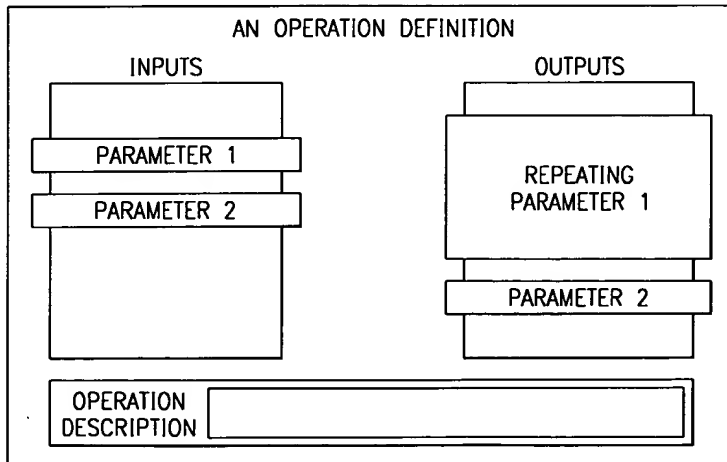 AN OPERATION DEFINITION
INPUTS
PARAMETER 1
PARAMETER 2
OUTPUTS
REPEATING
PARAMETER 1
PARAMETER 2
OPERATION
DESCRIPTION